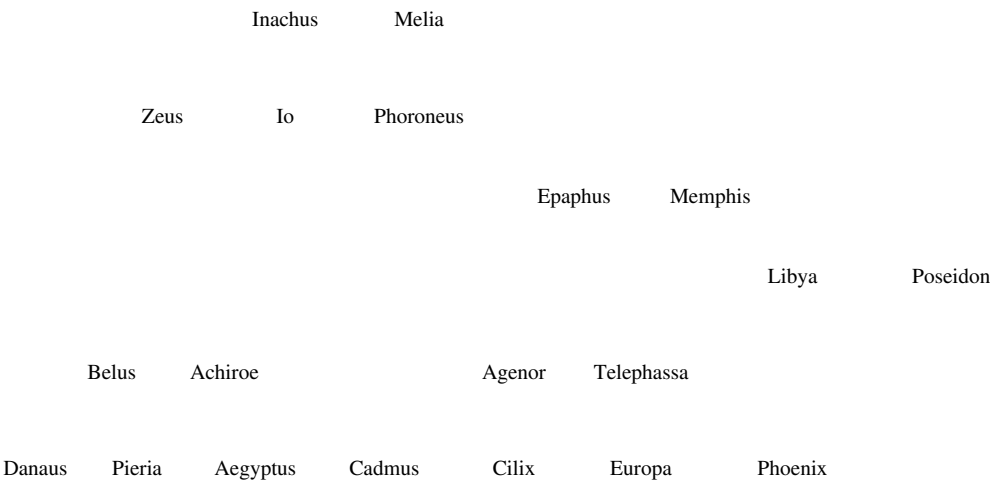 Inachus Melia
Zeus Io Phoroneus
Epaphus Memphis
Libya Poseidon
Belus Achiroe Agenor Telephassa
Danaus Pieria Aegyptus Cadmus Cilix Europa Phoenix